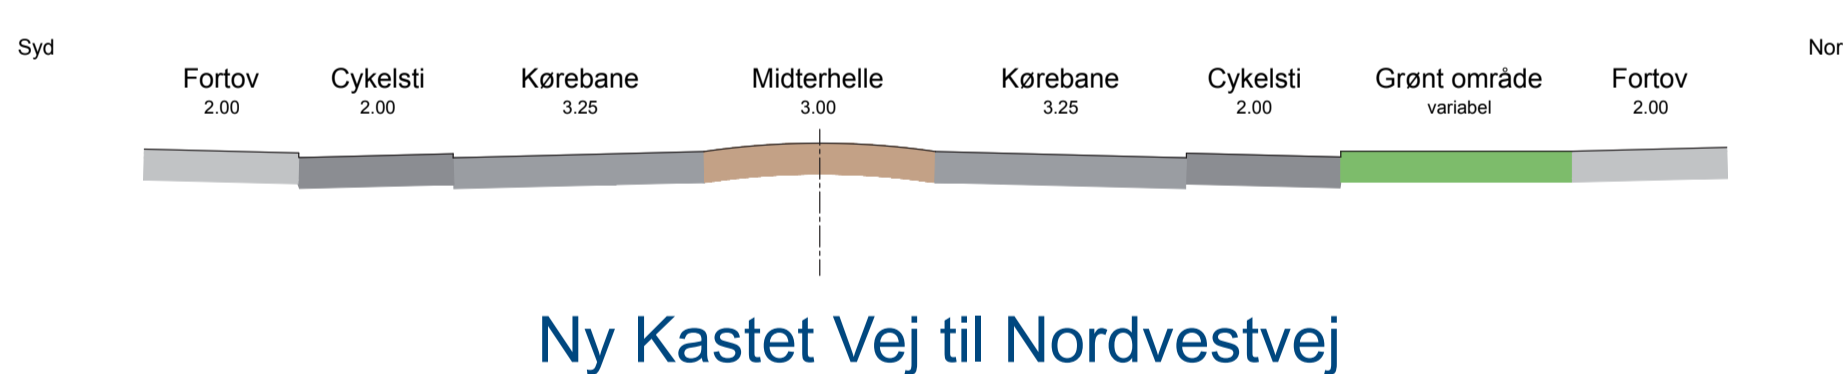 Syd
Nor
Fortov Cykelsti Kørebane Midterhelle Kørebane Cykelsti Grønt område Fortov
2.00 2.00 3.25 3.00 3.25 2.00 variabel 2.00
Ny Kastet Vej til Nordvestvej